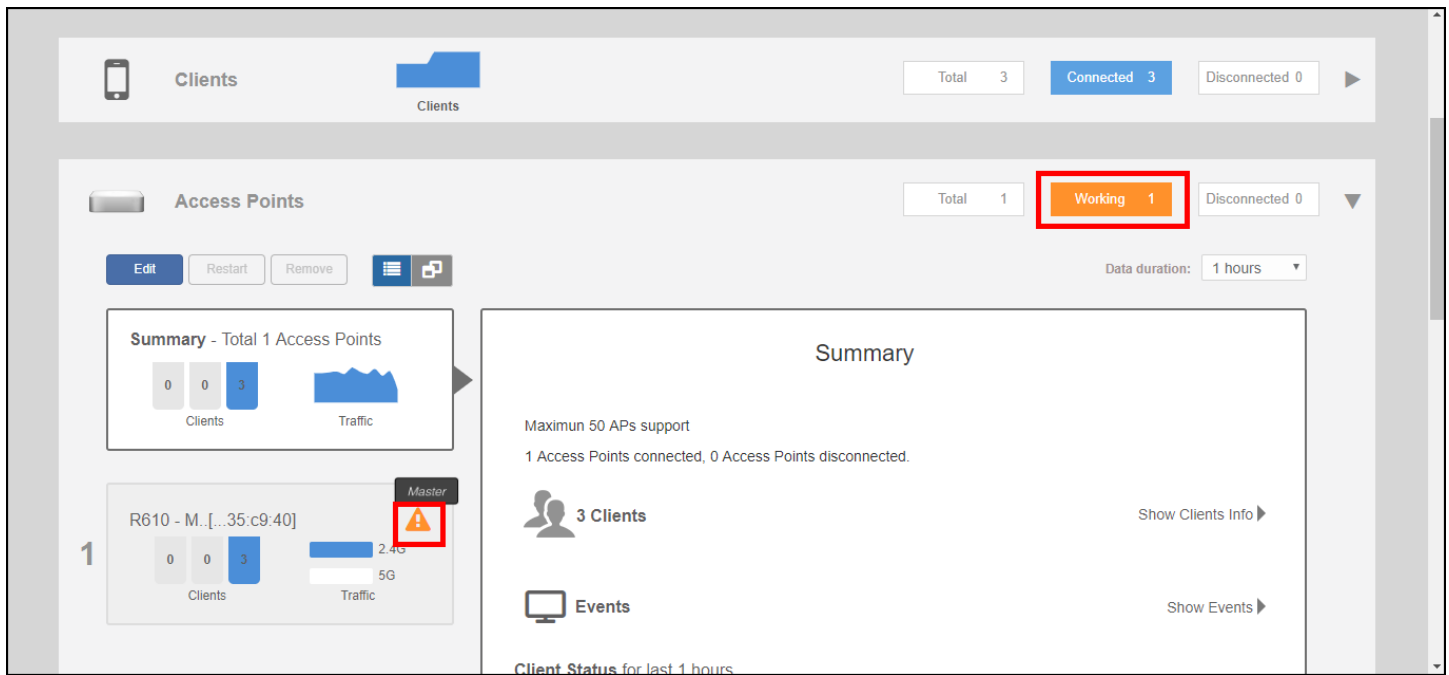 Clients
Clients
Total 3
Connected 3
Disconnected 0
Access Points
Total 1
Working 1
Disconnected 0
Edit
Restart
Remove
Data duration:
1 hours
Summary - Total 1 Access Points
0 0 3
Clients
Traffic
Master
R610 - M..[...35:c9:40]
1
0 0 3
2.4G
5G
Clients
Traffic
Summary
Maximun 50 APs support
1 Access Points connected, 0 Access Points disconnected.
3 Clients
Show Clients Info
Events
Show Events
Client Status for last 1 hours